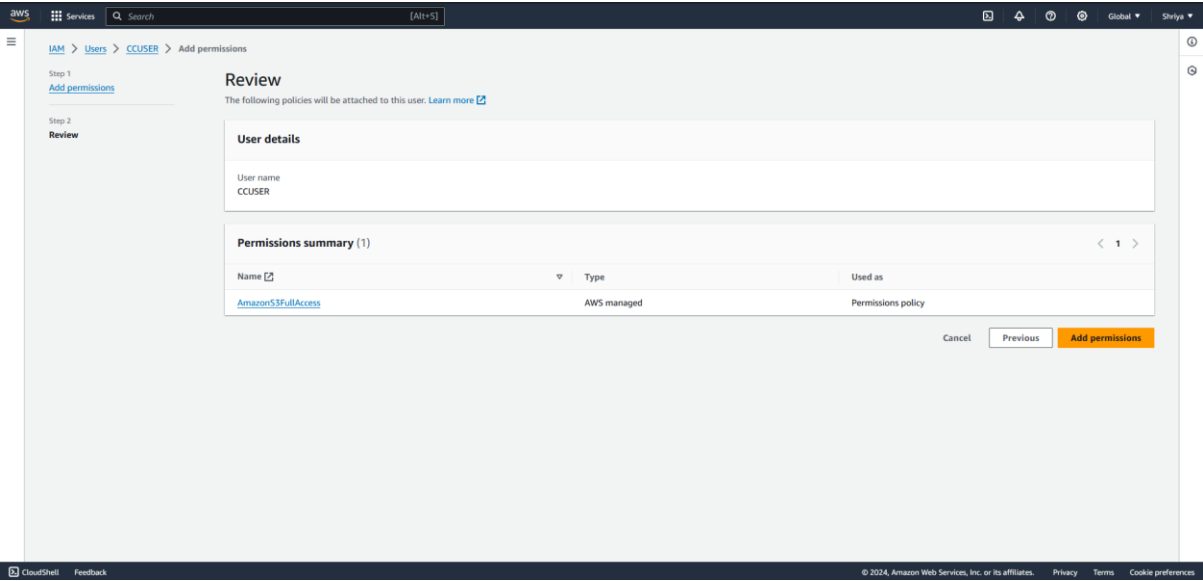 aws Services Search [Alt+S] Global Shriya
IAM > Users > CCUSER > Add permissions
Step 1
Add permissions
Step 2
Review
Review
The following policies will be attached to this user. Learn more
User details
User name
CCUSER
Permissions summary (1) < 1 >
Name Type Used as
AmazonS3FullAccess AWS managed Permissions policy
Cancel Previous Add permissions
CloudShell Feedback © 2024, Amazon Web Services, Inc. or its affiliates. Privacy Terms Cookie preferences